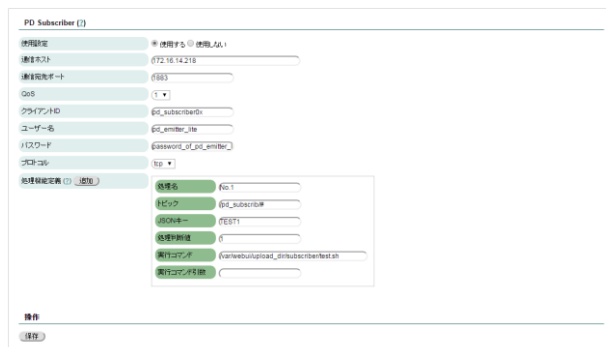 PD Subscriber (?)
使用設定 使用する 使用しない
通信ホスト 172.16.14.218
通信宛先ポート 1883
QoS 1
クライアントID pd_subscriber0x
ユーザー名 pd_emitter_lite
パスワード password_of_pd_emitter_l
プロトコル tcp
処理機能定義 (?) 追加
処理名 No.1
トピック /pd_subscrib/#
JSONキー TEST1
処理判断値 1
実行コマンド /var/webui/upload_dir/subscriber/test.sh
実行コマンド引数
操作
保存